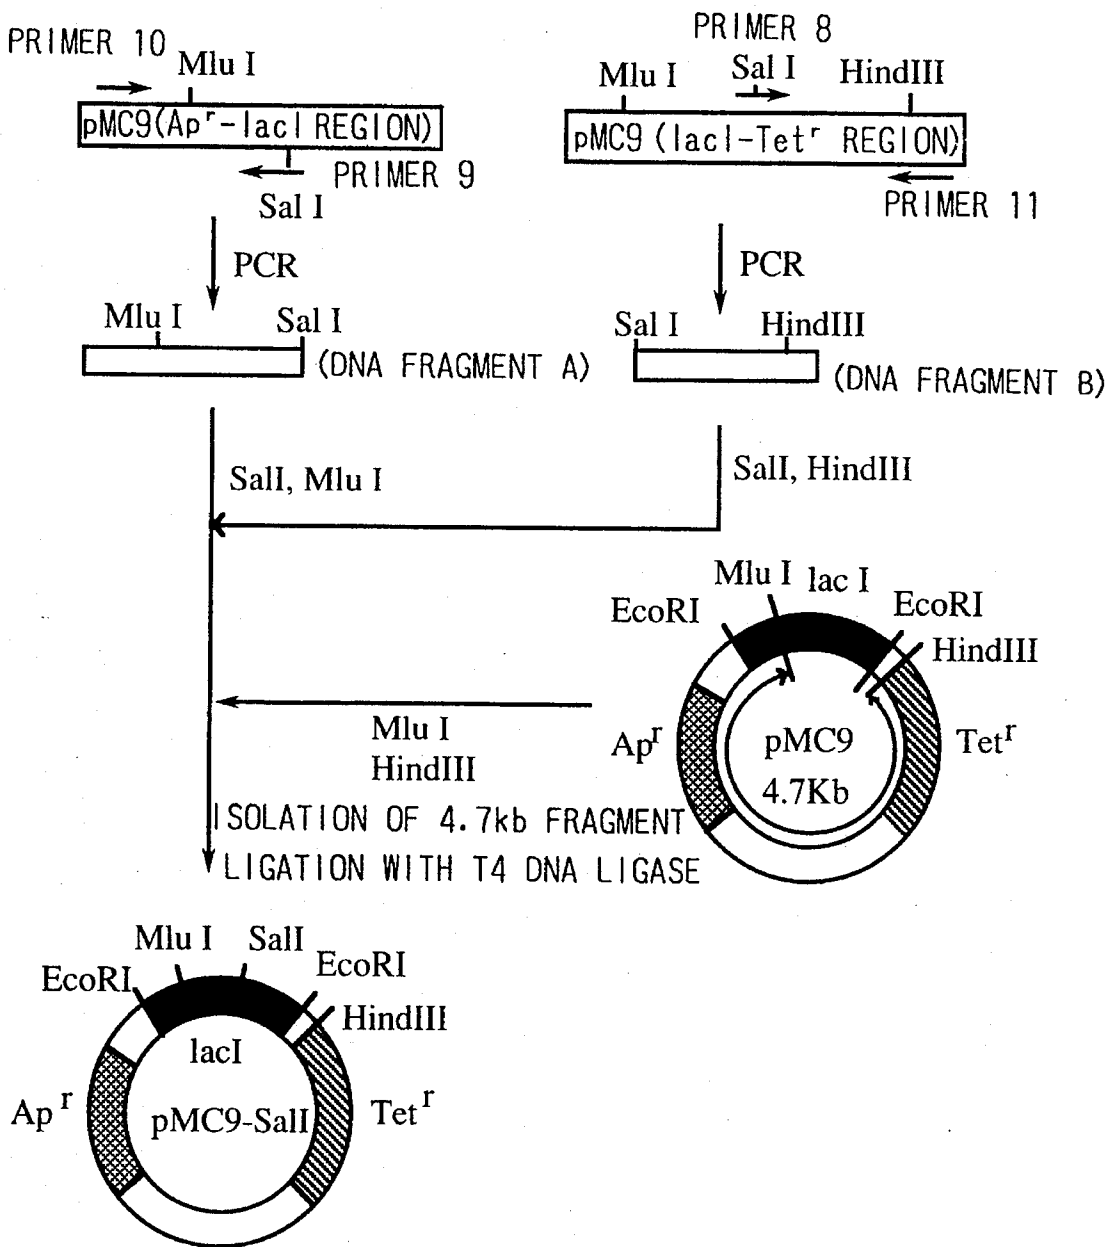 PRIMER 10
Mlu I
pMC9(Apr-lacI REGION)
PRIMER 9
Sal I
PCR
Mlu I
Sal I
(DNA FRAGMENT A)
PRIMER 8
Mlu I
Sal I
HindIII
pMC9 (lacI-Tetr REGION)
PRIMER 11
PCR
Sal I
HindIII
(DNA FRAGMENT B)
SalI, Mlu I
SalI, HindIII
Mlu I
lac I
EcoRI
EcoRI
HindIII
Apr
pMC9
4.7Kb
Tetr
Mlu I
HindIII
ISOLATION OF 4.7kb FRAGMENT
LIGATION WITH T4 DNA LIGASE
Mlu I
SalI
EcoRI
EcoRI
HindIII
lacI
Ap r
pMC9-SalI
Tet r